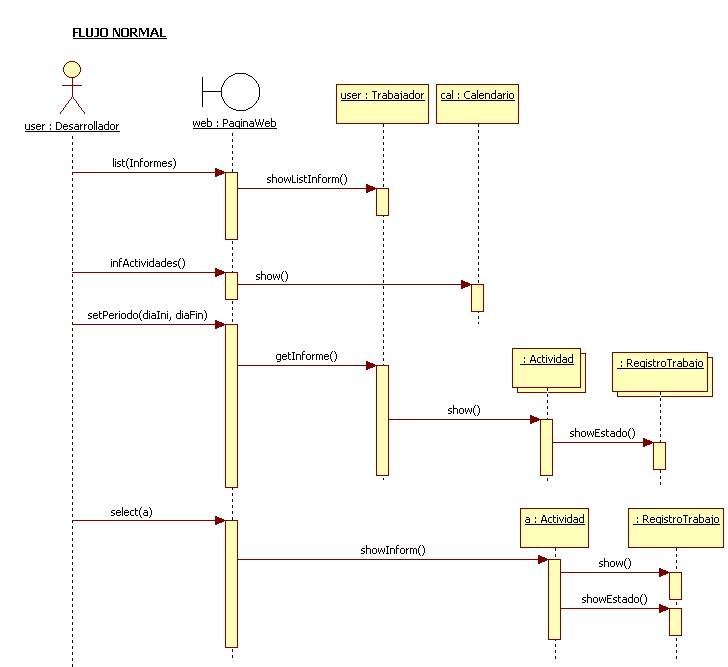 FLUJO NORMAL
user : Trabajador
cal : Calendario
user : Desarrollador
web : PaginaWeb
list(Informes)
showListInform()
infActividades()
show()
setPeriodo(diaIni, diaFin)
getInforme()
: Actividad
: RegistroTrabajo
show()
showEstado()
select(a)
a : Actividad
: RegistroTrabajo
showInform()
show()
showEstado()